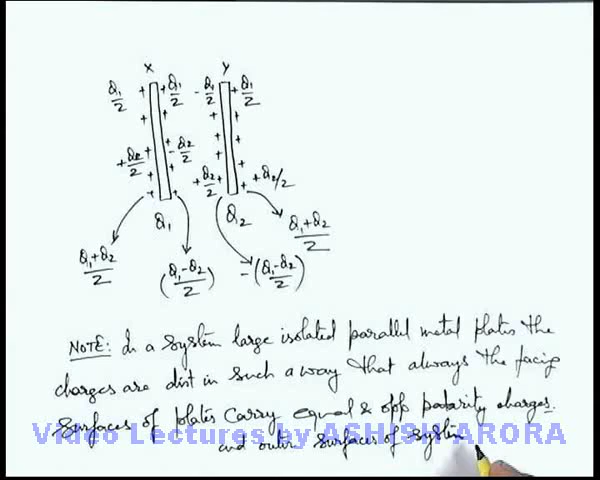 X Y
Q₁/2 + + Q₁/2 - Q₁/2 + Q₁/2
+ Q₂/2 - Q₂/2 + Q₂/2 + Q₂/2
Q₁ Q₂
Q₁+Q₂/2 (Q₁-Q₂/2) -(Q₁-Q₂/2) Q₁+Q₂/2
NOTE: In a system large isolated parallel metal plates the
charges are dist in such a way that always the facing
surfaces of plates carry equal & opp polarity charges.
and outer surfaces of system
Video Lectures by ASHISH ARORA